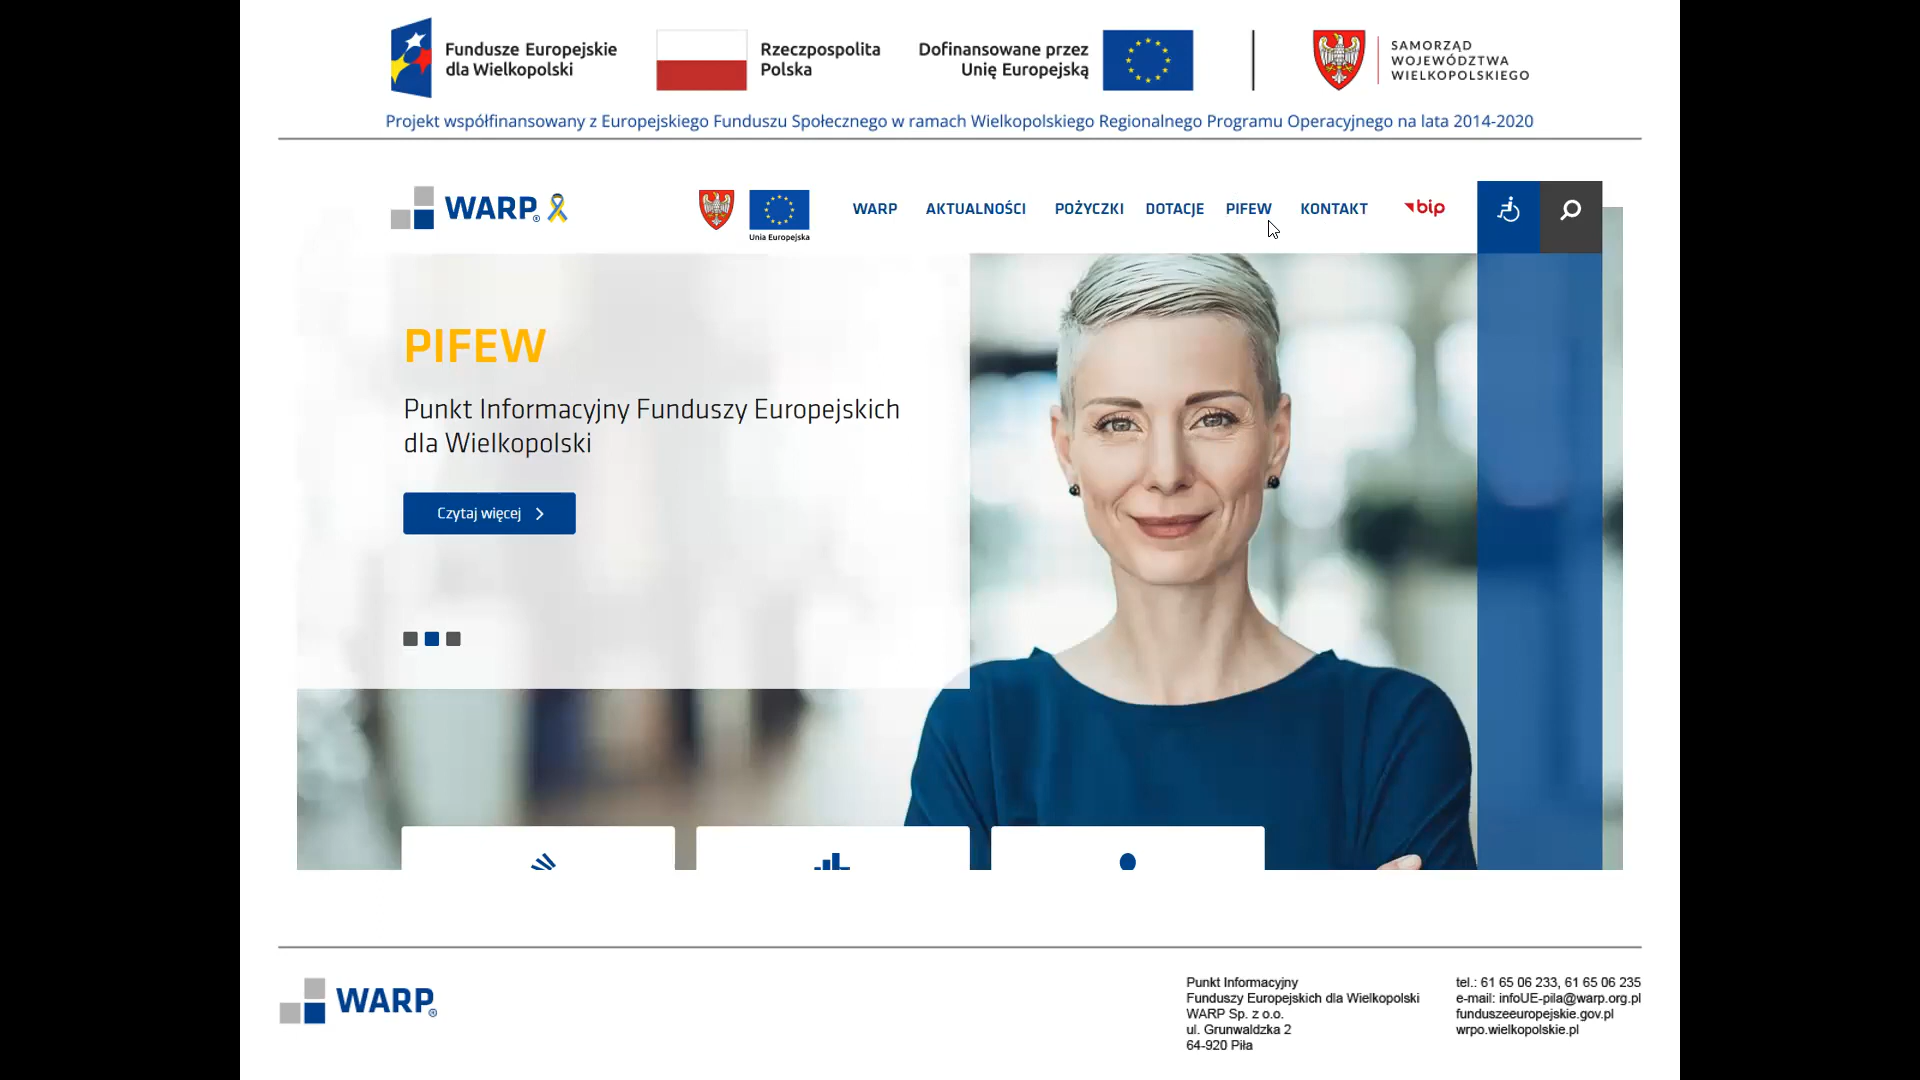 Fundusze Europejskie
dla Wielkopolski
Rzeczpospolita
Polska
Dofinansowane przez
Unię Europejską
SAMORZĄD
WOJEWÓDZTWA
WIELKOPOLSKIEGO
Projekt współfinansowany z Europejskiego Funduszu Społecznego w ramach Wielkopolskiego Regionalnego Programu Operacyjnego na lata 2014-2020
WARP®
Unia Europejska
WARP AKTUALNOŚCI POŻYCZKI DOTACJE PIFEW KONTAKT bip
PIFEW
Punkt Informacyjny Funduszy Europejskich
dla Wielkopolski
Czytaj więcej
WARP®
Punkt Informacyjny
Funduszy Europejskich dla Wielkopolski
WARP Sp. z o.o.
ul. Grunwaldzka 2
64-920 Piła
tel.: 61 65 06 233, 61 65 06 235
e-mail: infoUE-pila@warp.org.pl
funduszeeuropejskie.gov.pl
wrpo.wielkopolskie.pl